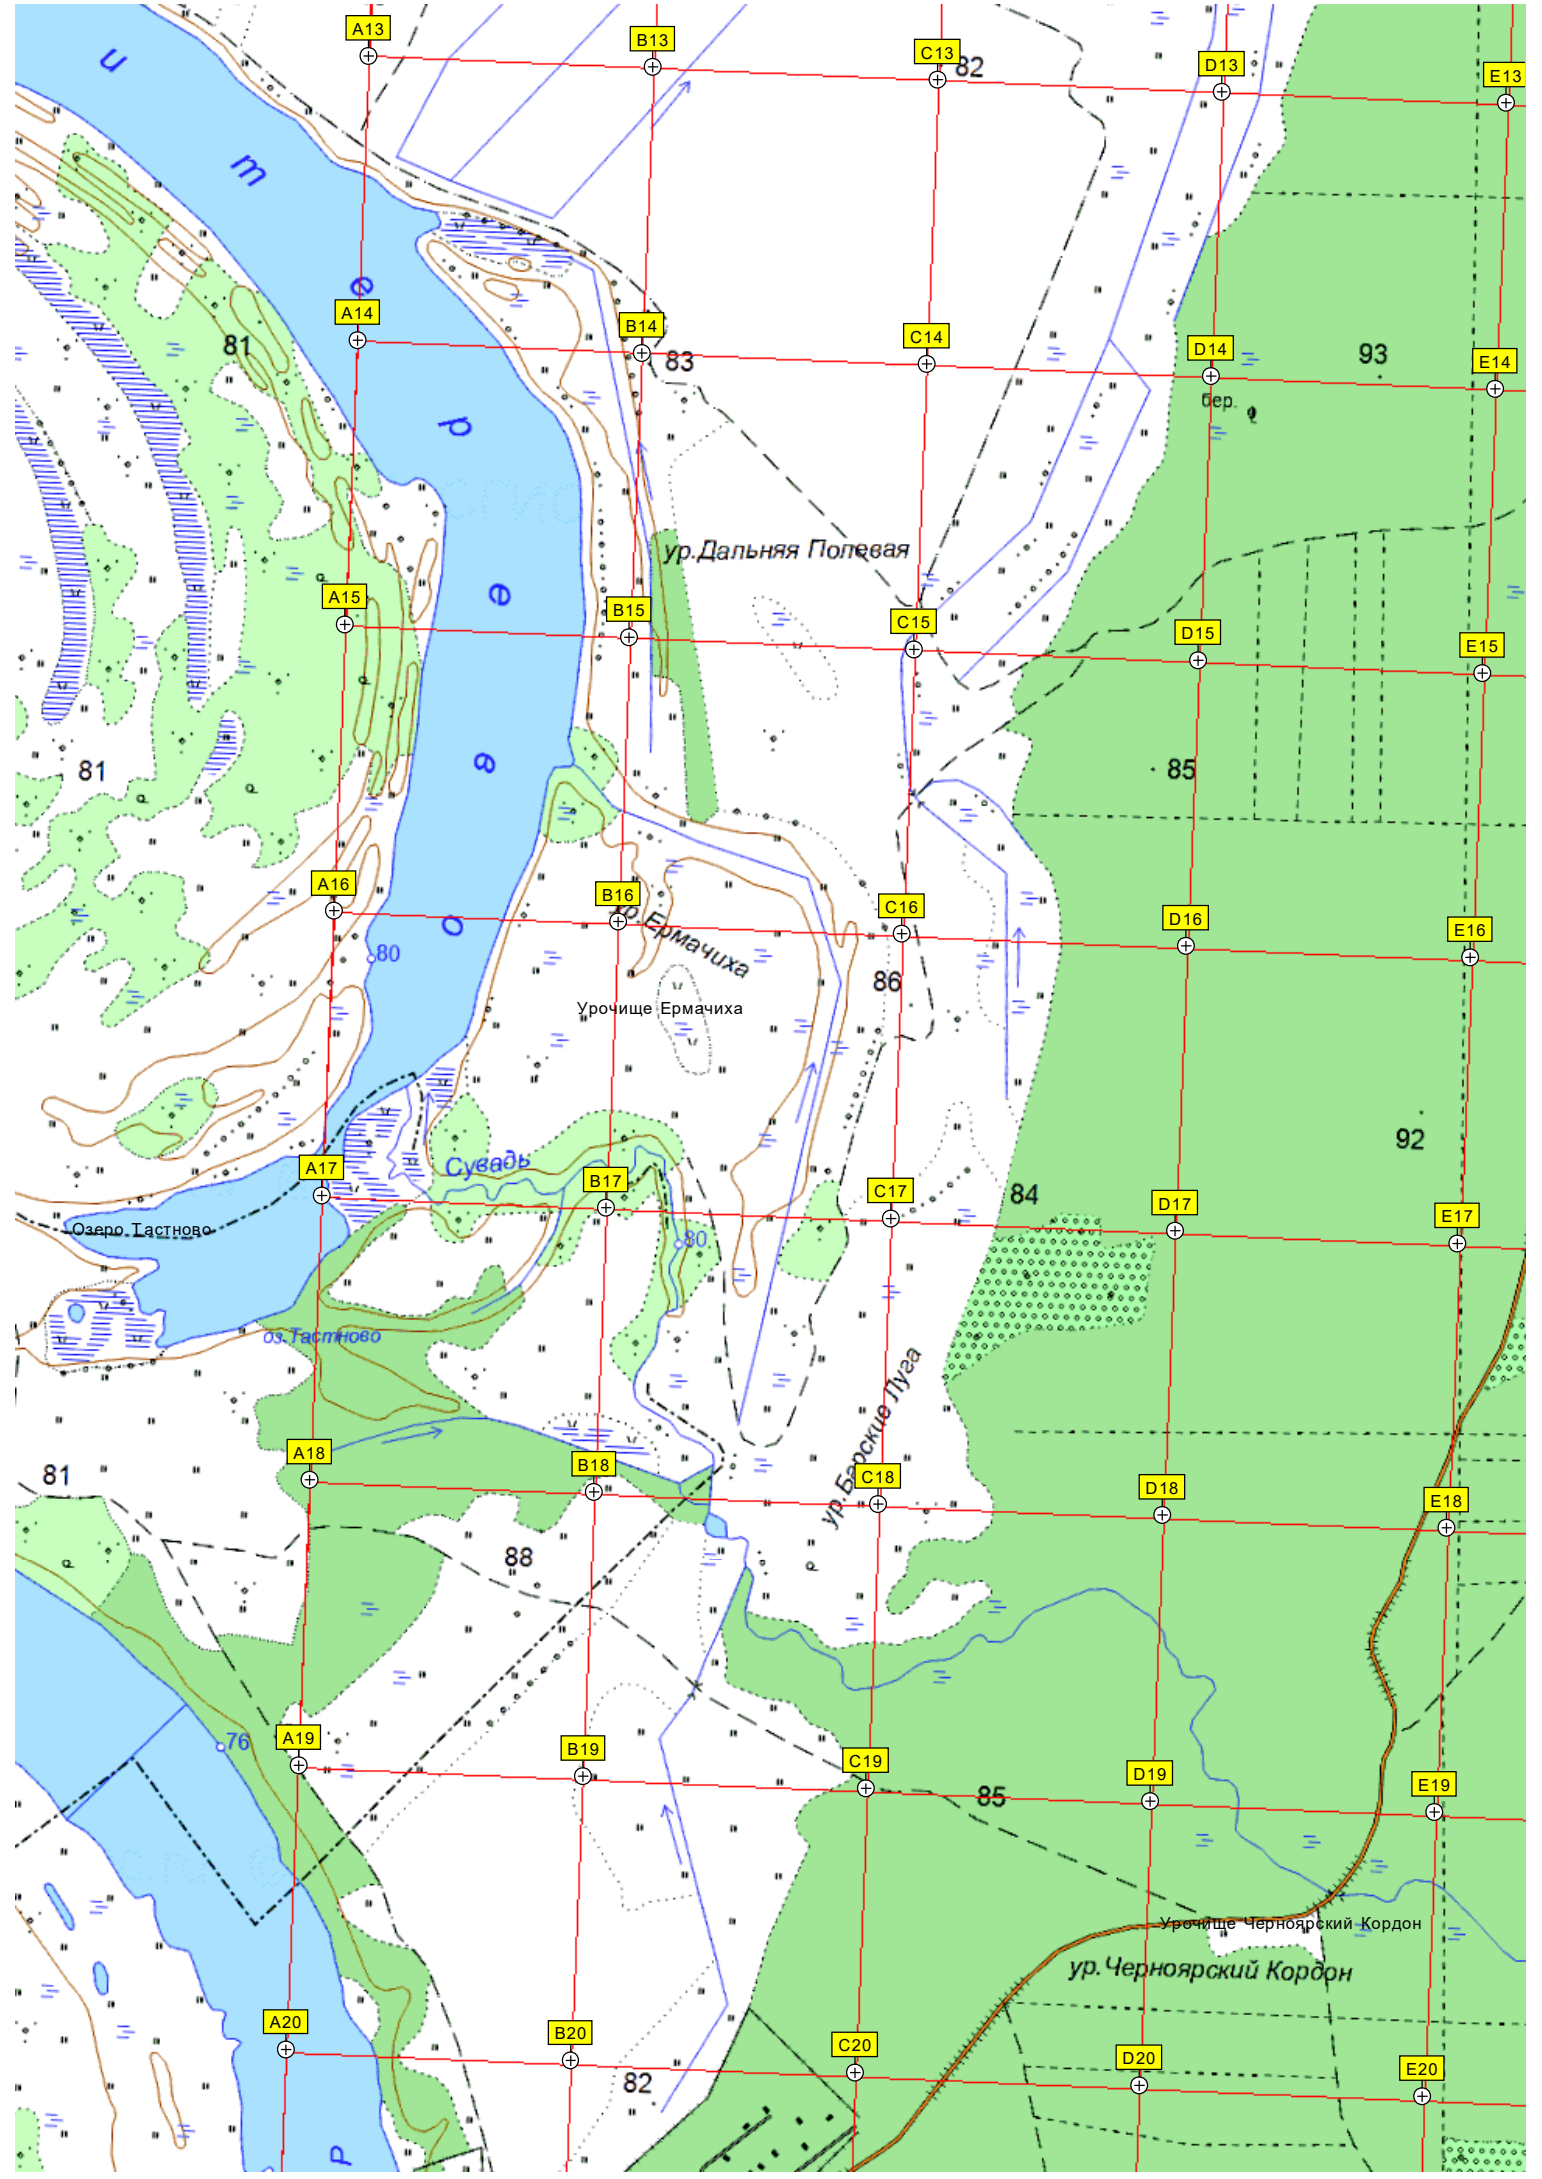 A13
B13
C13
82
D13
E13
и
т
е
A14
81
B14
83
C14
D14
93
E14
бер.
р
ур.Дальняя Полевая
е
A15
B15
C15
D15
E15
в
81
85
A16
B16
ур.Ермачиха
C16
D16
E16
о
80
86
Урочище Ермачиха
92
Сувадь
A17
B17
C17
84
D17
E17
Озеро Тастново
80
оз.Тастново
ур.Барские Луга
A18
81
B18
C18
D18
E18
88
A19
76
B19
C19
D19
85
E19
Урочище Черноярский Кордон
ур.Черноярский Кордон
A20
B20
C20
D20
E20
82
р